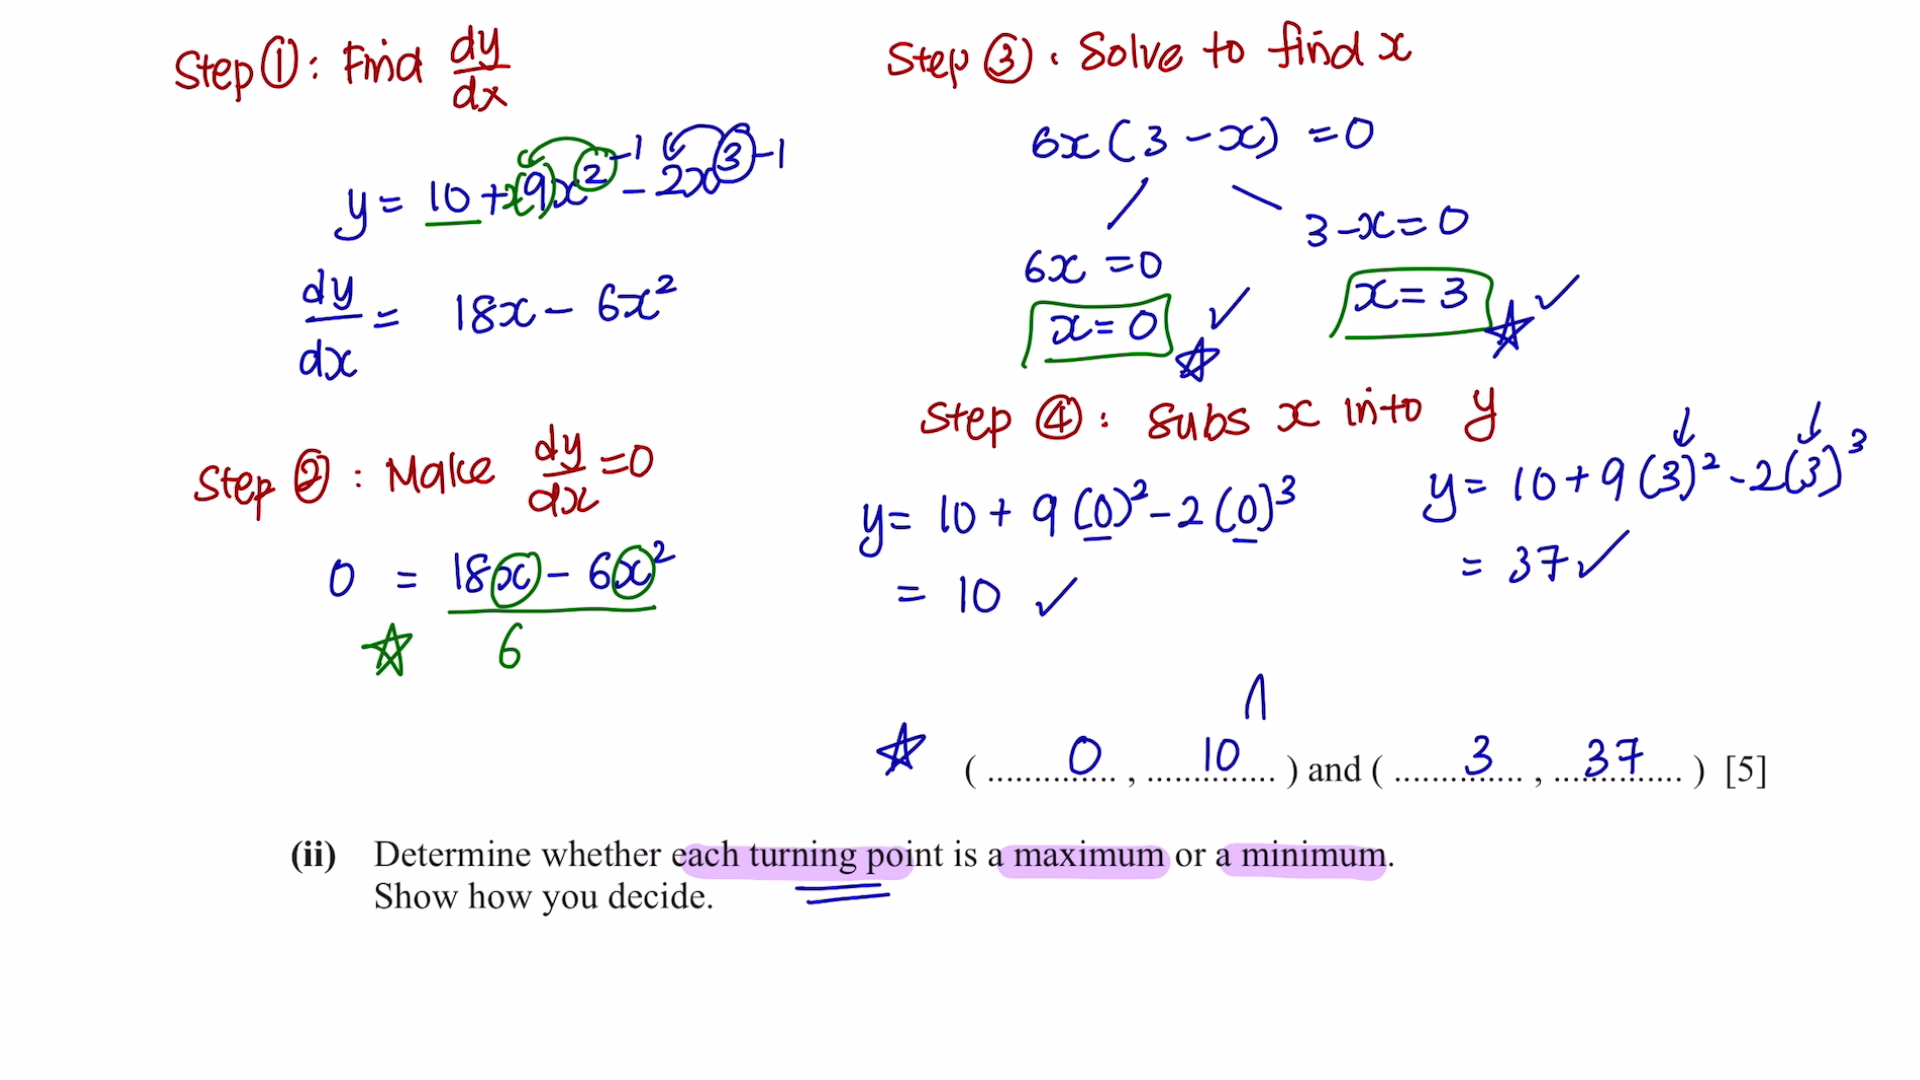 Step ①: Find dy/dx
y = 10 + 9x² - 2x³
2-1 3-1
dy/dx = 18x - 6x²
Step ②: Make dy/dx = 0
0 = 18x - 6x²
6
Step ③: Solve to find x
6x(3-x) = 0
6x = 0
x = 0 ✓
3-x = 0
x = 3 ✓
Step ④: Subs x into y
y = 10 + 9(0)² - 2(0)³
= 10 ✓
y = 10 + 9(3)² - 2(3)³
= 37 ✓
☆ ( 0 , 10 ) and ( 3 , 37 ) [5]
(ii) Determine whether each turning point is a maximum or a minimum.
Show how you decide.